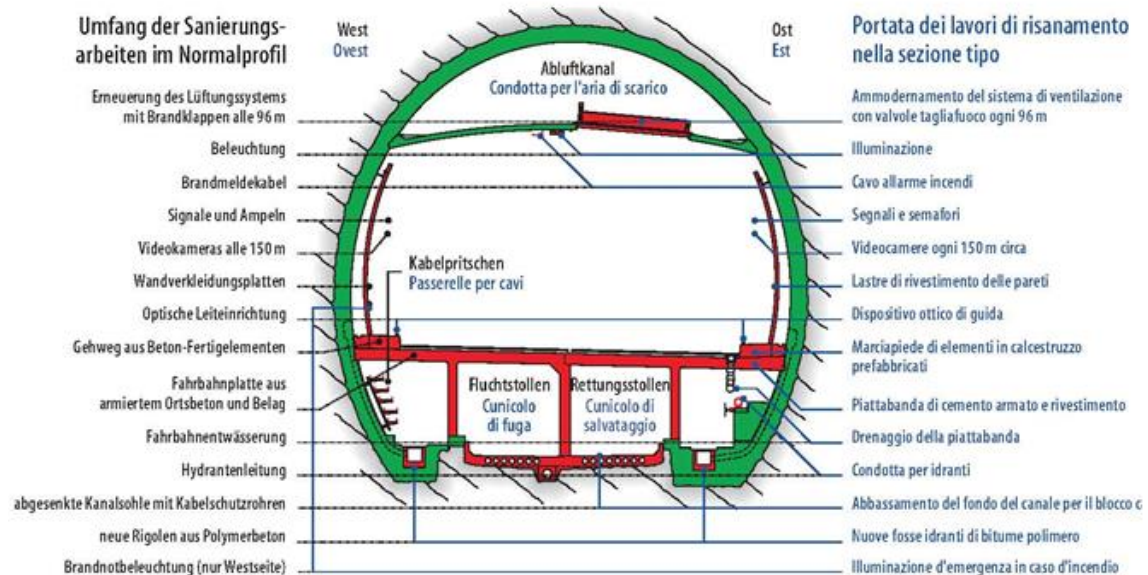 Umfang der Sanierungs-
arbeiten im Normalprofil
West
Ovest
Ost
Est
Portata dei lavori di risanamento
nella sezione tipo
Abluftkanal
Condotta per l'aria di scarico
Erneuerung des Lüftungssystems
mit Brandklappen alle 96 m
Beleuchtung
Brandmeldekabel
Signale und Ampeln
Videokameras alle 150 m
Wandverkleidungsplatten
Optische Leiteinrichtung
Gehweg aus Beton-Fertigelementen
Fahrbahnplatte aus
armiertem Ortsbeton und Belag
Fahrbahnentwässerung
Hydrantenleitung
abgesenkte Kanalsohle mit Kabelschutzrohren
neue Rigolen aus Polymerbeton
Brandnotbeleuchtung (nur Westseite)
Kabelpritschen
Passerelle per cavi
Fluchtstollen
Cunicolo
di fuga
Rettungsstollen
Cunicolo di
salvataggio
Ammodernamento del sistema di ventilazione
con valvole tagliafuoco ogni 96 m
Illuminazione
Cavo allarme incendi
Segnali e semafori
Videocamere ogni 150 m circa
Lastre di rivestimento delle pareti
Dispositivo ottico di guida
Marciapiede di elementi in calcestruzzo
prefabbricati
Piattabanda di cemento armato e rivestimento
Drenaggio della piattabanda
Condotta per idranti
Abbassamento del fondo del canale per il blocco
Nuove fosse idranti di bitume polimero
Illuminazione d'emergenza in caso d'incendio